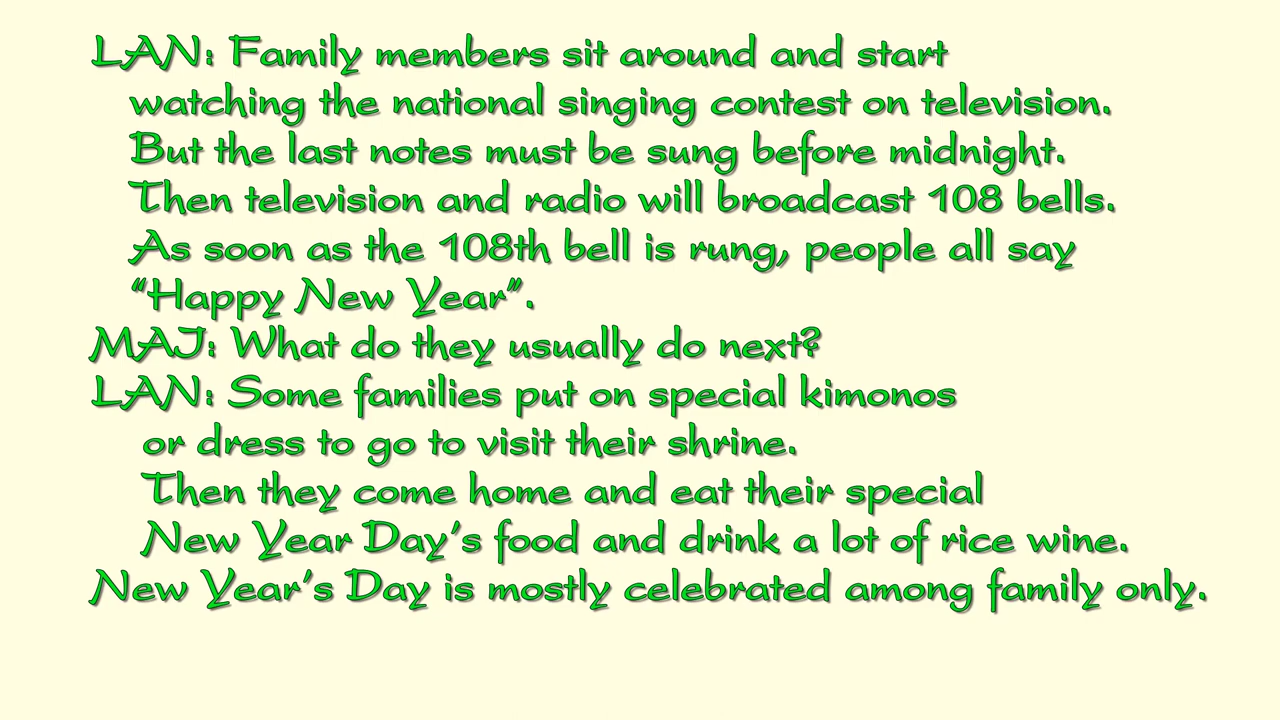 LAN: Family members sit around and start
watching the national singing contest on television.
But the last notes must be sung before midnight.
Then television and radio will broadcast 108 bells.
As soon as the 108th bell is rung, people all say
“Happy New Year”.
MAI: What do they usually do next?
LAN: Some families put on special kimonos
or dress to go to visit their shrine.
Then they come home and eat their special
New Year Day’s food and drink a lot of rice wine.
New Year’s Day is mostly celebrated among family only.